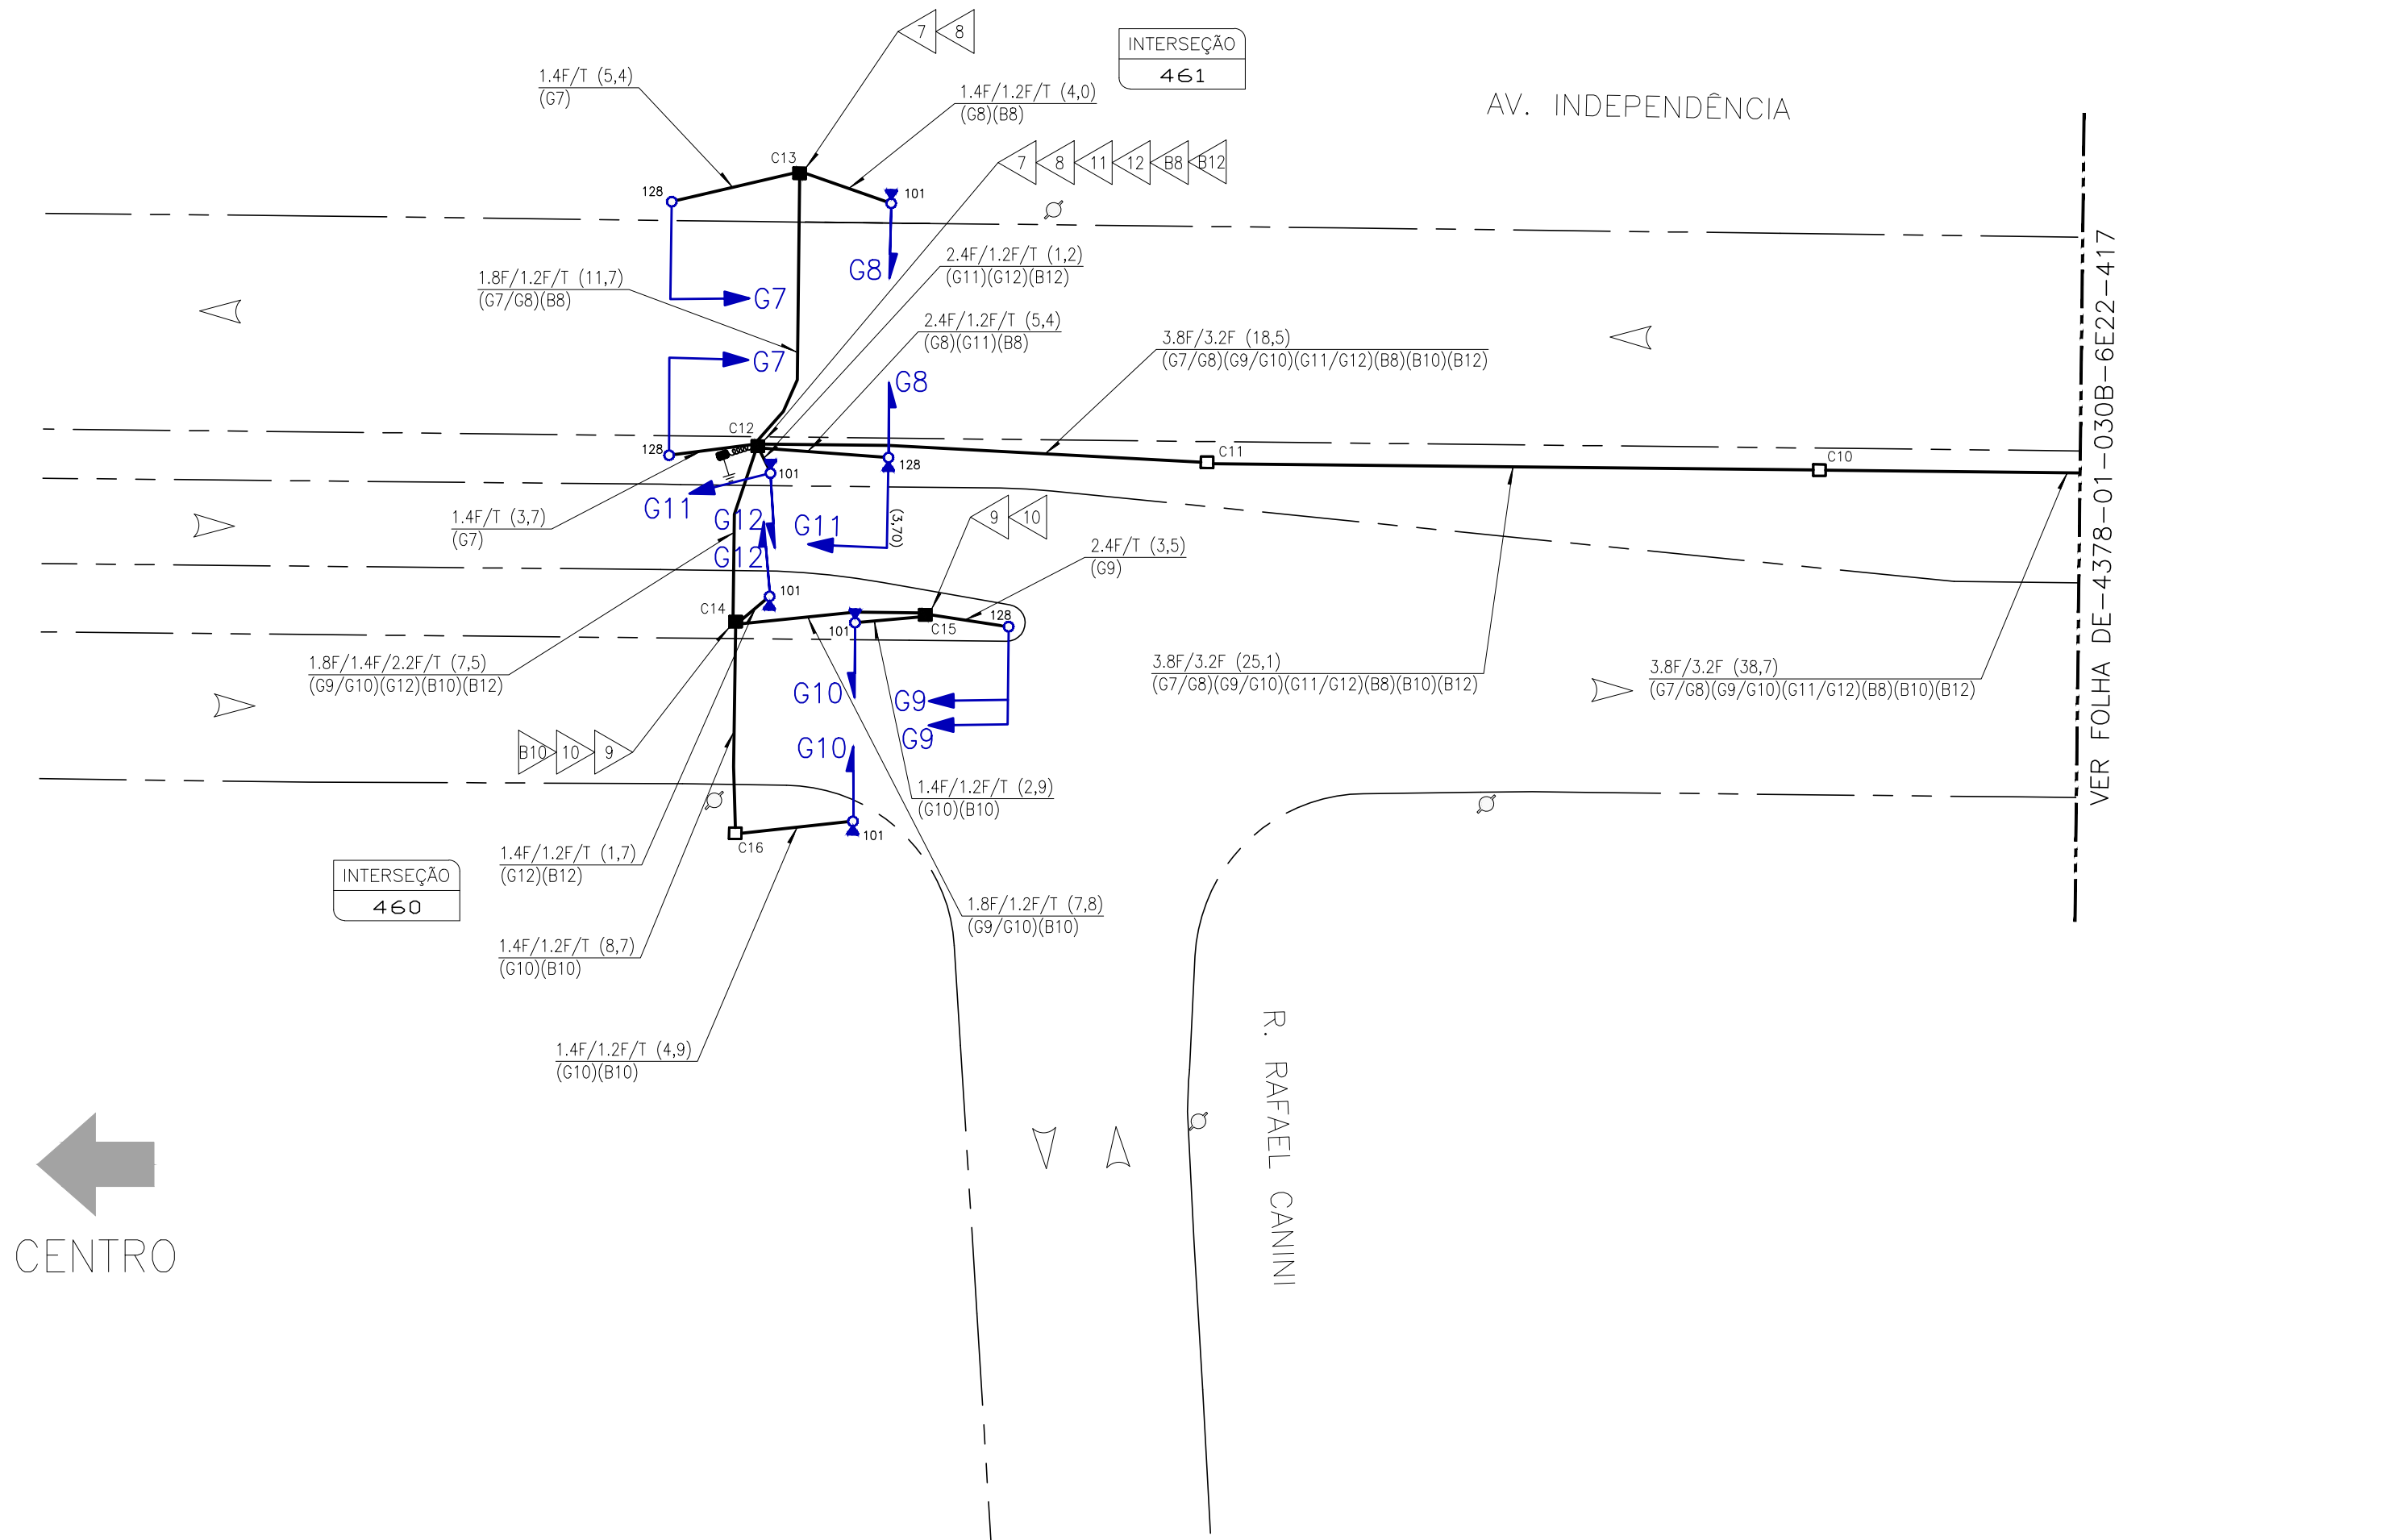 7
8
INTERSEÇÃO
461
1.4F/T (5,4)
(G7)
1.4F/1.2F/T (4,0)
(G8)(B8)
AV. INDEPENDÊNCIA
C13
7
8
11
12
B8
B12
128
101
G8
2.4F/1.2F/T (1,2)
(G11)(G12)(B12)
1.8F/1.2F/T (11,7)
(G7/G8)(B8)
G7
2.4F/1.2F/T (5,4)
(G8)(G11)(B8)
3.8F/3.2F (18,5)
(G7/G8)(G9/G10)(G11/G12)(B8)(B10)(B12)
G7
G8
C12
128
C11
C10
128
101
G11
G12
G11
(3,70)
1.4F/T (3,7)
(G7)
9
10
G12
2.4F/T (3,5)
(G9)
101
C14
128
C15
101
1.8F/1.4F/2.2F/T (7,5)
(G9/G10)(G12)(B10)(B12)
3.8F/3.2F (25,1)
(G7/G8)(G9/G10)(G11/G12)(B8)(B10)(B12)
3.8F/3.2F (38,7)
(G7/G8)(G9/G10)(G11/G12)(B8)(B10)(B12)
G10
G9
G9
B10
10
9
G10
1.4F/1.2F/T (2,9)
(G10)(B10)
101
C16
1.4F/1.2F/T (1,7)
(G12)(B12)
INTERSEÇÃO
460
1.8F/1.2F/T (7,8)
(G9/G10)(B10)
1.4F/1.2F/T (8,7)
(G10)(B10)
1.4F/1.2F/T (4,9)
(G10)(B10)
R. RAFAEL CANINI
VER FOLHA DE-4378-01-030B-6E22-417
CENTRO